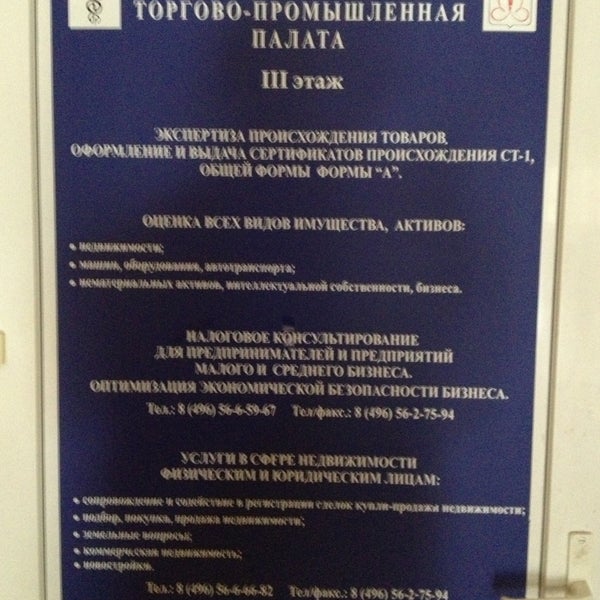 ТОРГОВО-ПРОМЫШЛЕННАЯ
ПАЛАТА
III этаж
ЭКСПЕРТИЗА ПРОИСХОЖДЕНИЯ ТОВАРОВ,
ОФОРМЛЕНИЕ И ВЫДАЧА СЕРТИФИКАТОВ ПРОИСХОЖДЕНИЯ СТ-1,
ОБЩЕЙ ФОРМЫ ФОРМЫ “А”.
ОЦЕНКА ВСЕХ ВИДОВ ИМУЩЕСТВА, АКТИВОВ:
• недвижимости;
• машин, оборудования, автотранспорта;
• нематериальных активов, интеллектуальной собственности, бизнеса.
НАЛОГОВОЕ КОНСУЛЬТИРОВАНИЕ
ДЛЯ ПРЕДПРИНИМАТЕЛЕЙ И ПРЕДПРИЯТИЙ
МАЛОГО И СРЕДНЕГО БИЗНЕСА.
ОПТИМИЗАЦИЯ ЭКОНОМИЧЕСКОЙ БЕЗОПАСНОСТИ БИЗНЕСА.
Тел.: 8 (496) 56-6-59-67 Тел/факс.: 8 (496) 56-2-75-94
УСЛУГИ В СФЕРЕ НЕДВИЖИМОСТИ
ФИЗИЧЕСКИМ И ЮРИДИЧЕСКИМ ЛИЦАМ:
• сопровождение и содействие в регистрации сделок купли-продажи недвижимости;
• подбор, покупка, продажа недвижимости;
• земельные вопросы;
• коммерческая недвижимость;
• новостройки.
Тел.: 8 (496) 56-6-66-82 Тел/факс.: 8 (496) 56-2-75-94